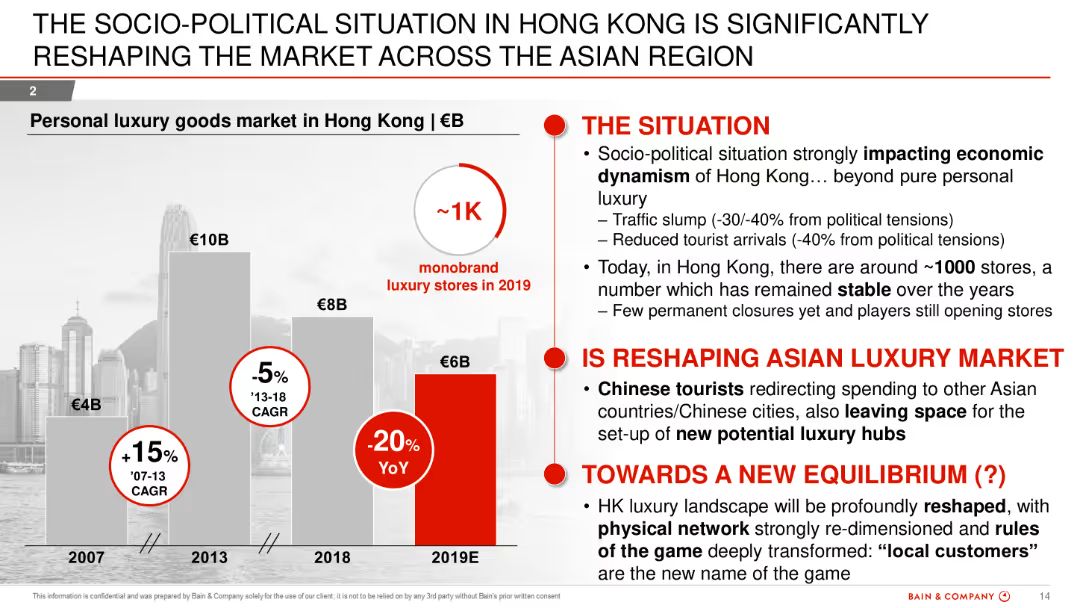 THE SOCIO-POLITICAL SITUATION IN HONG KONG IS SIGNIFICANTLY
RESHAPING THE MARKET ACROSS THE ASIAN REGION
2
Personal luxury goods market in Hong Kong | €B
~1K
monobrand
luxury stores in 2019
€4B
€10B
€8B
€6B
+15%
'07-13
CAGR
-5%
'13-18
CAGR
-20%
YoY
2007
2013
2018
2019E
THE SITUATION
• Socio-political situation strongly impacting economic
dynamism of Hong Kong… beyond pure personal
luxury
– Traffic slump (-30/-40% from political tensions)
– Reduced tourist arrivals (-40% from political tensions)
• Today, in Hong Kong, there are around ~1000 stores, a
number which has remained stable over the years
– Few permanent closures yet and players still opening stores
IS RESHAPING ASIAN LUXURY MARKET
• Chinese tourists redirecting spending to other Asian
countries/Chinese cities, also leaving space for the
set-up of new potential luxury hubs
TOWARDS A NEW EQUILIBRIUM (?)
• HK luxury landscape will be profoundly reshaped, with
physical network strongly re-dimensioned and rules
of the game deeply transformed: “local customers”
are the new name of the game
This information is confidential and was prepared by Bain & Company solely for the use of our client; it is not to be relied on by any 3rd party without Bain's prior written consent
BAIN & COMPANY
14